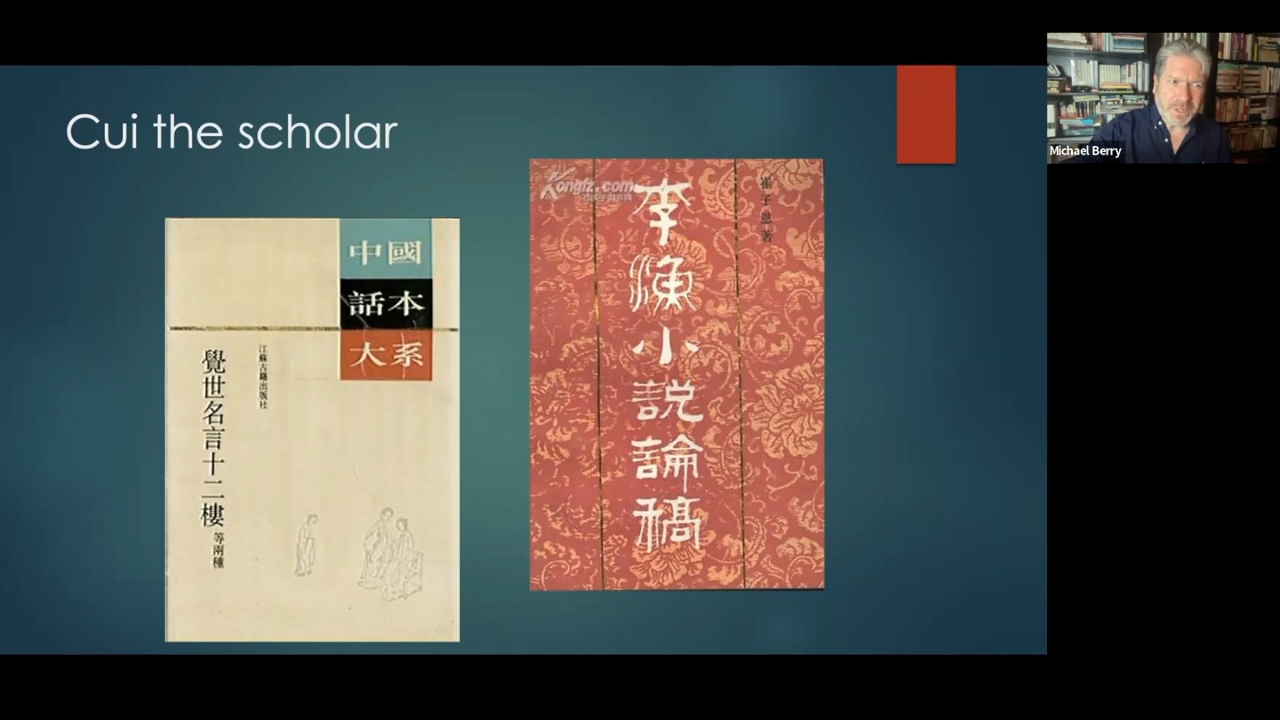 Cui the scholar
Michael Berry
中國
話本
大系
江蘇古籍出版社
覺世名言十二樓
等兩種
Kongfz.com
李漁小說論稿
崔子恩著